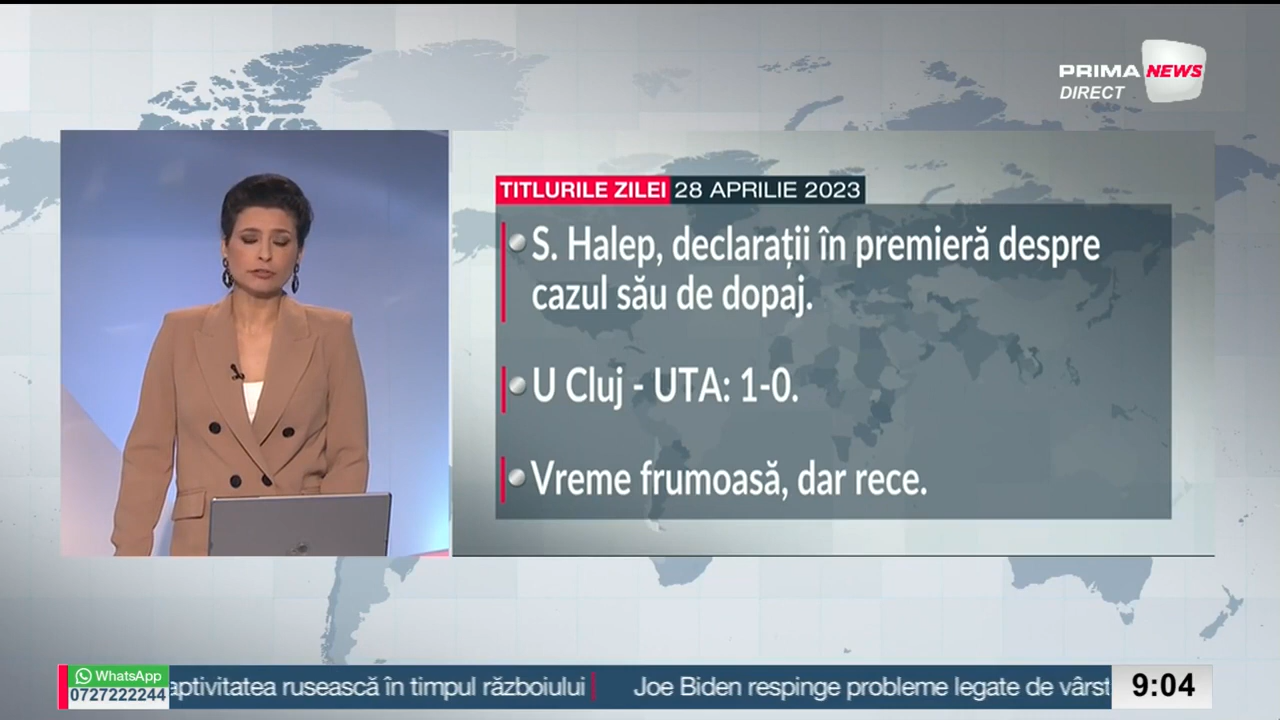 PRIMA NEWS
DIRECT
TITLURILE ZILEI 28 APRILIE 2023
S. Halep, declarații în premieră despre
cazul său de dopaj.
U Cluj - UTA: 1-0.
Vreme frumoasă, dar rece.
WhatsApp
0727222244
aptivitatea rusească în timpul războiului | Joe Biden respinge probleme legate de vârst
9:04